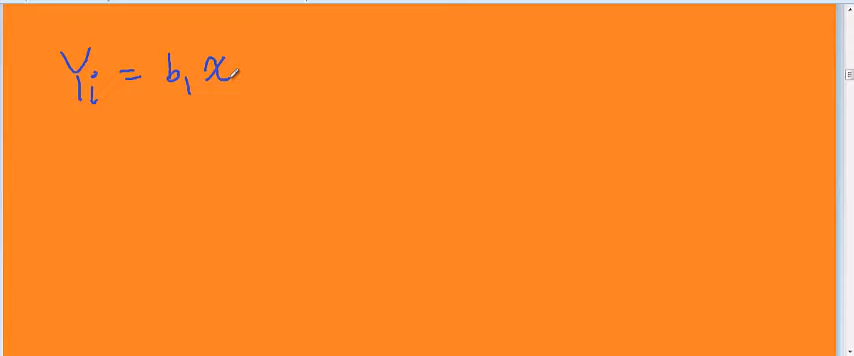 Yi = b₁ x